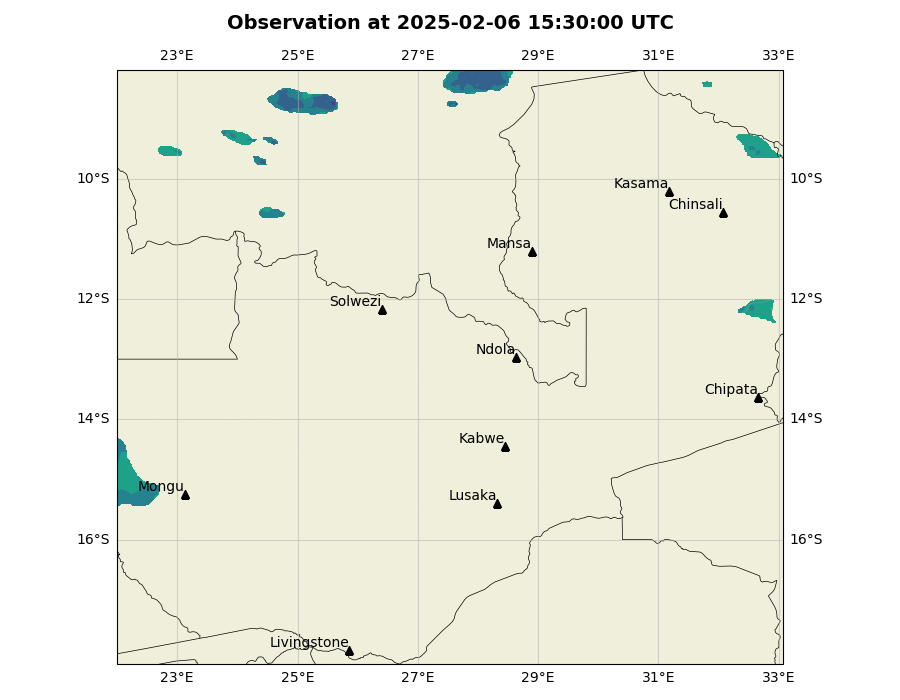 Observation at 2025-02-06 15:30:00 UTC
23°E 25°E 27°E 29°E 31°E 33°E
10°S 10°S
Kasama
Chinsali
Mansa
12°S 12°S
Solwezi
Ndola
Chipata
14°S 14°S
Kabwe
Mongu
Lusaka
16°S 16°S
Livingstone
23°E 25°E 27°E 29°E 31°E 33°E